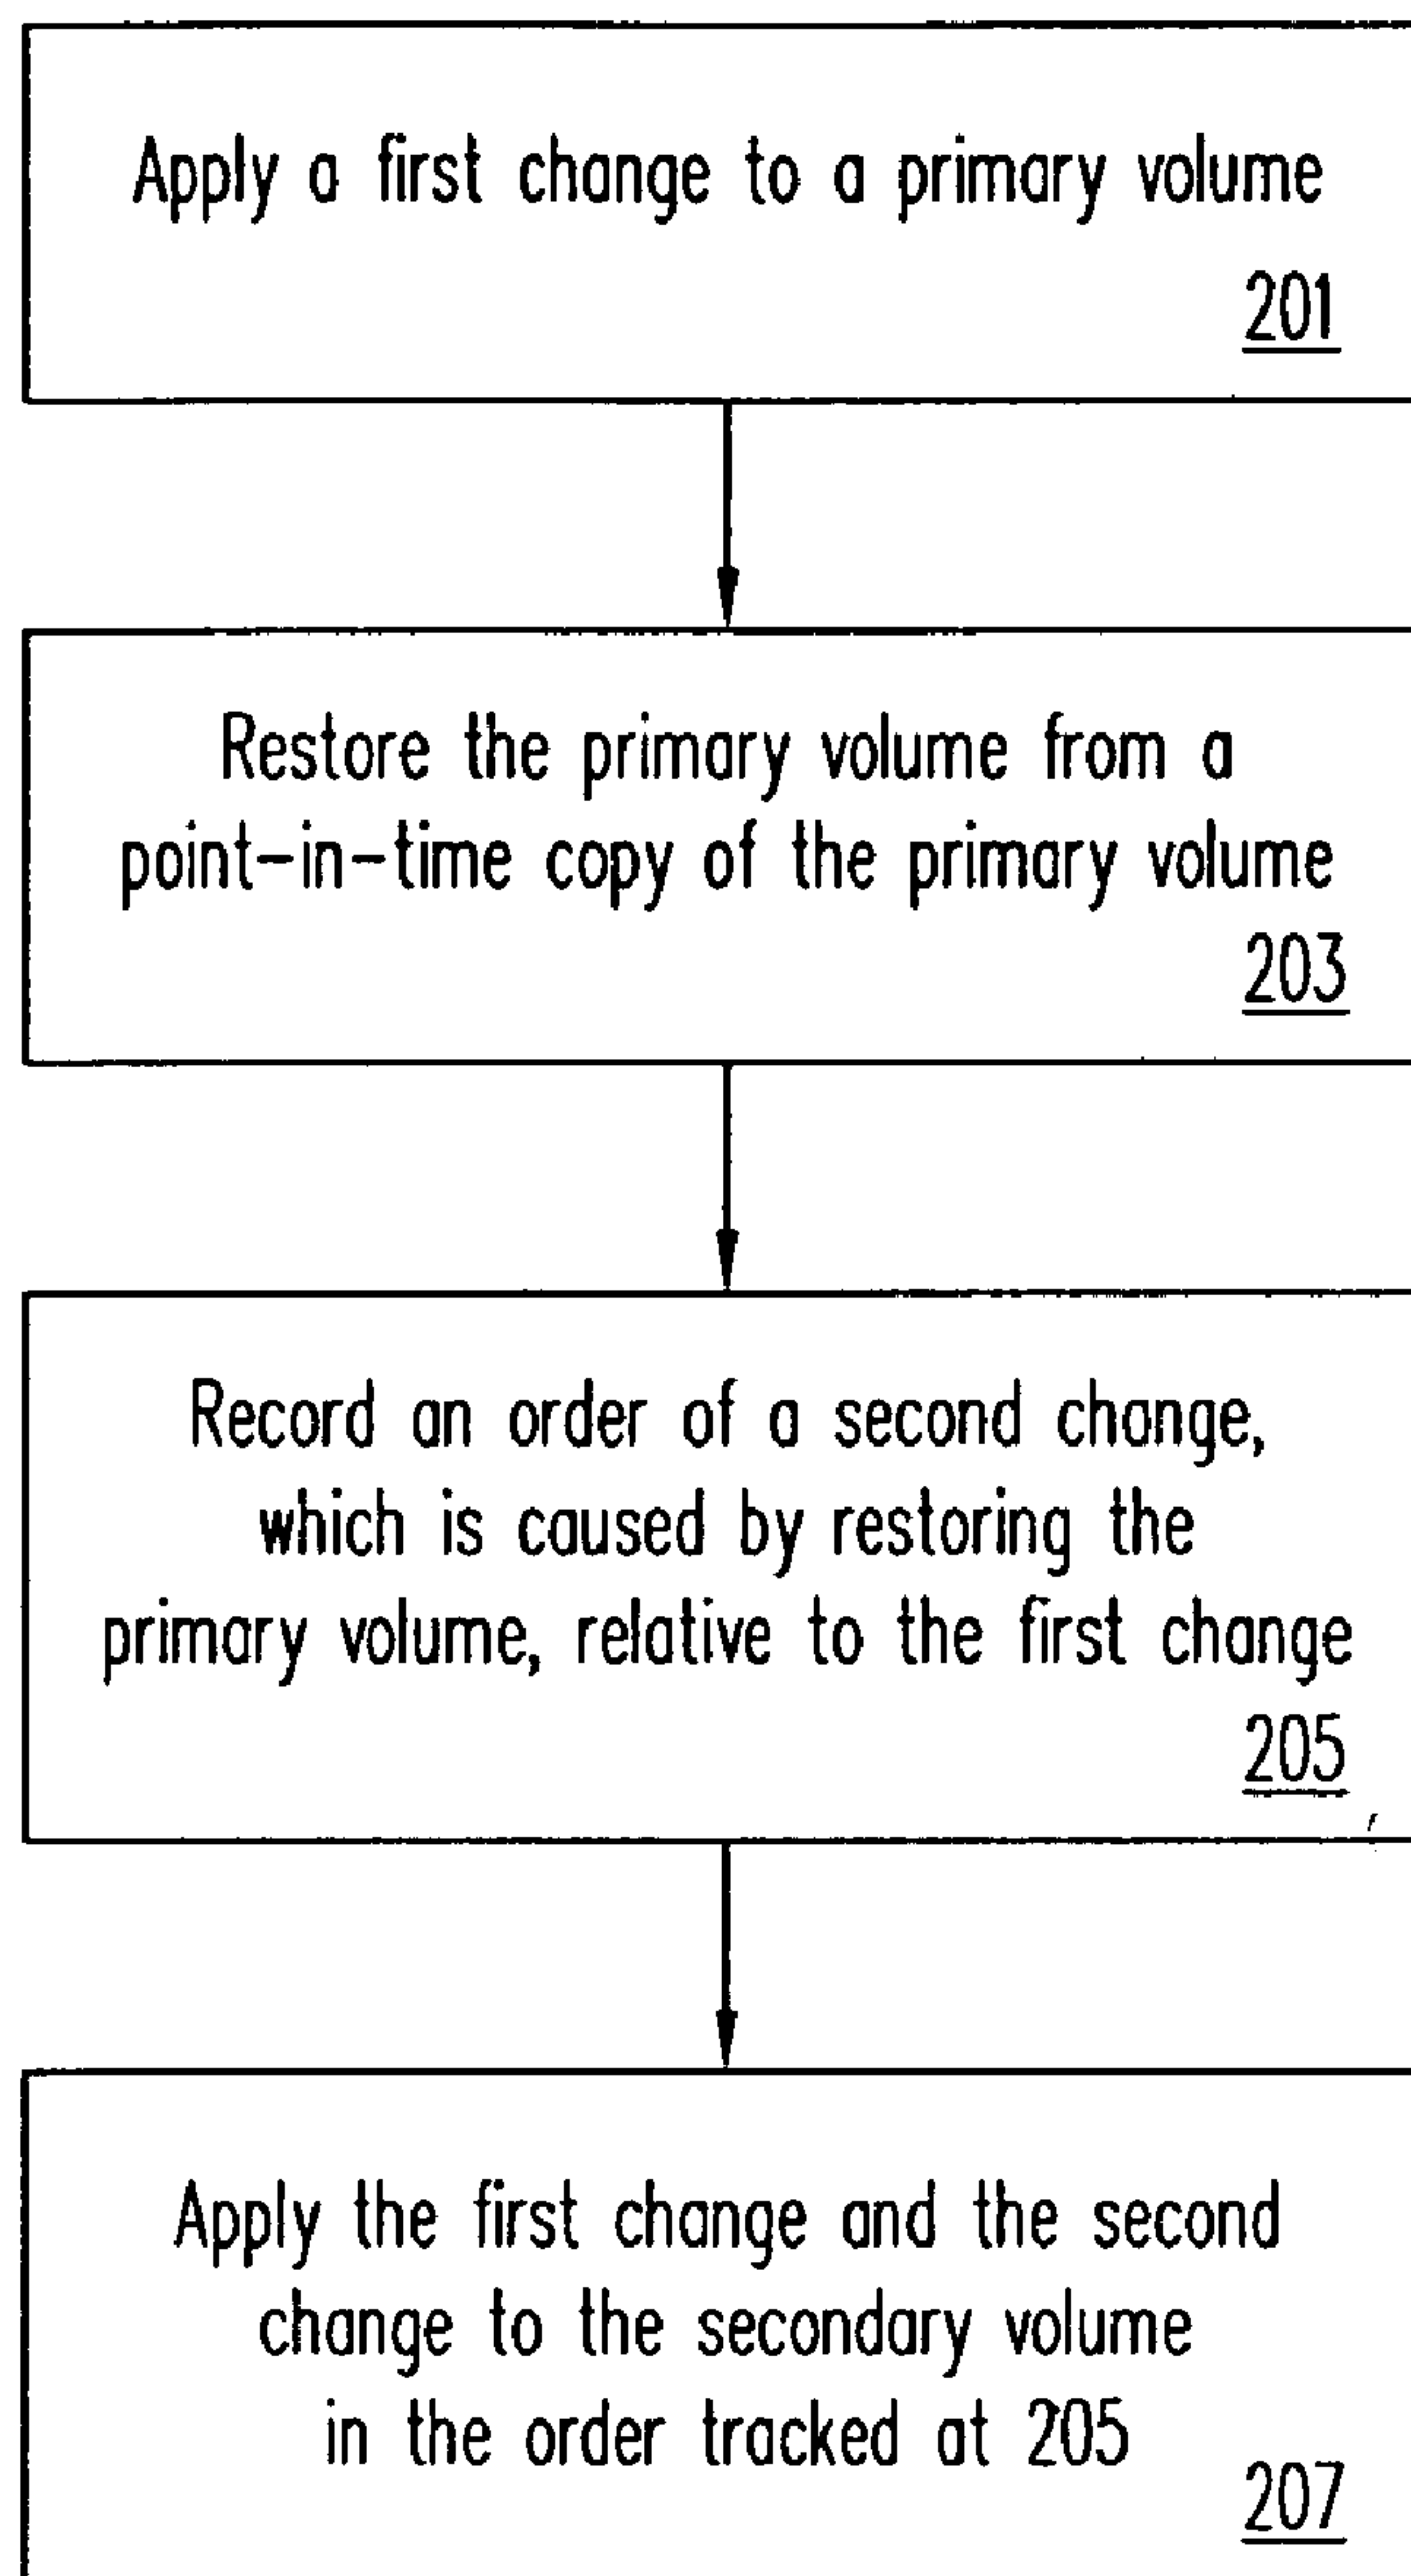 Apply a first change to a primary volume
201
Restore the primary volume from a
point-in-time copy of the primary volume
203
Record an order of a second change,
which is caused by restoring the
primary volume, relative to the first change
205
Apply the first change and the second
change to the secondary volume
in the order tracked at 205
207